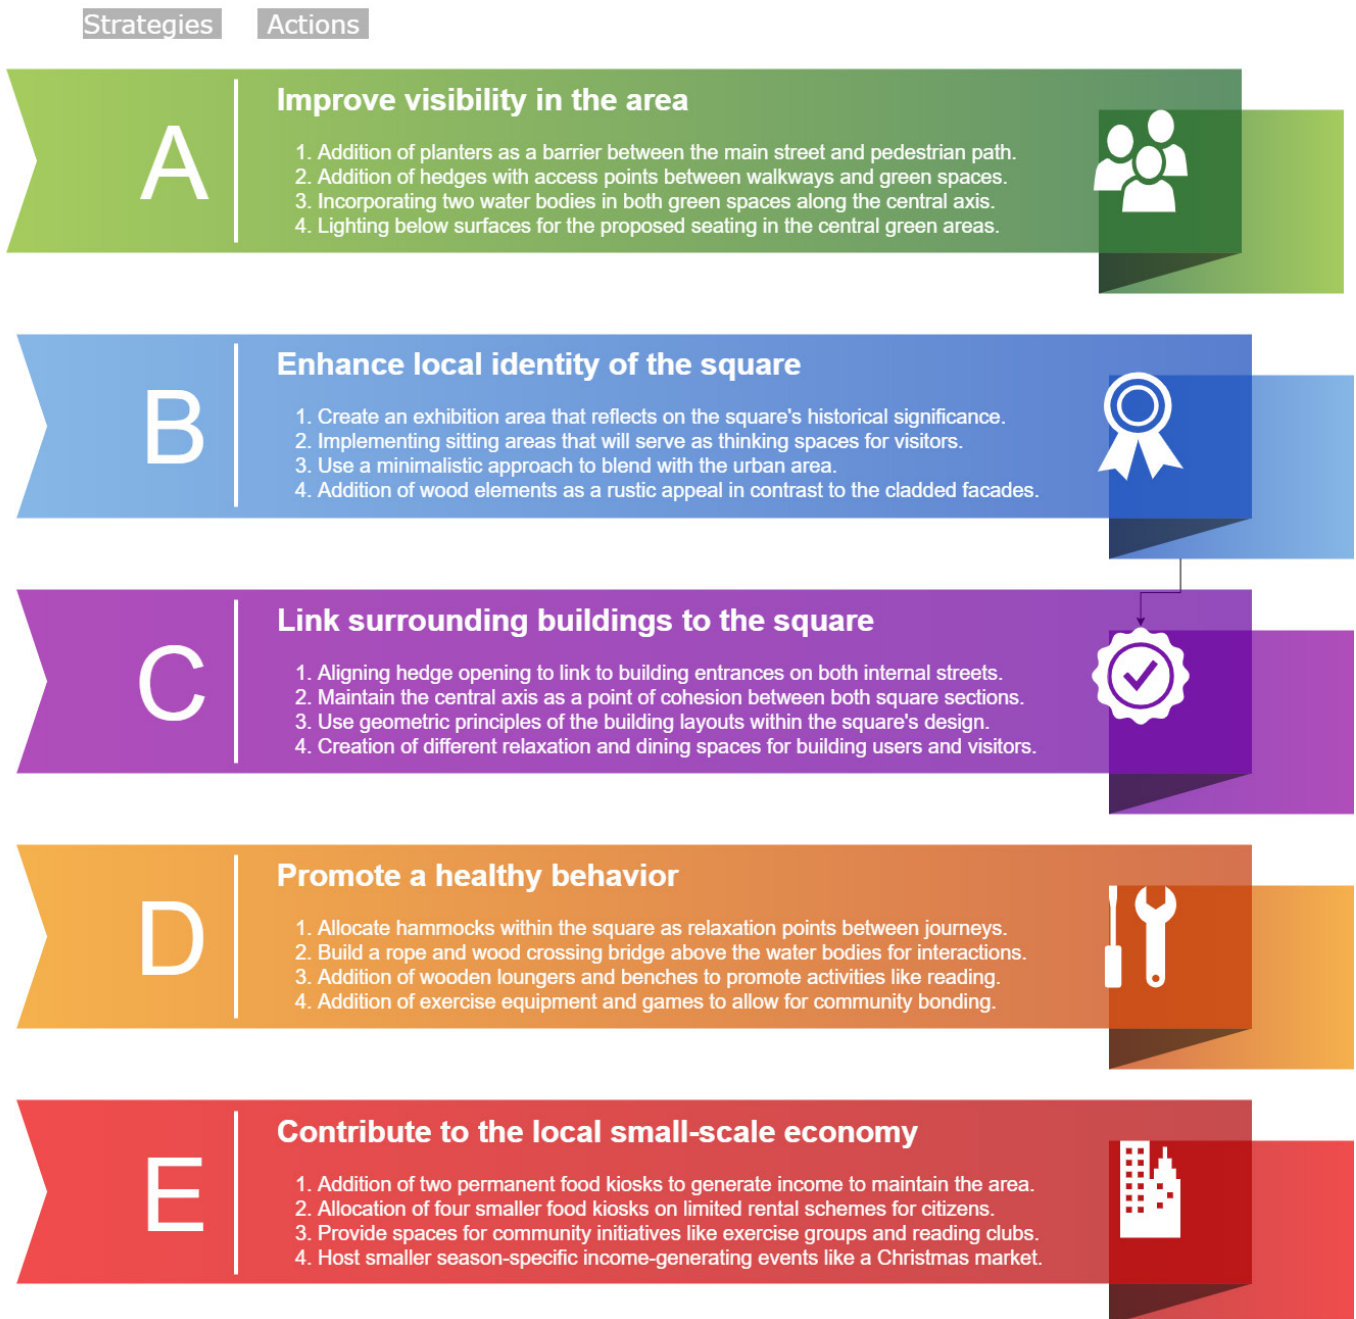 Strategies Actions
A
Improve visibility in the area
1. Addition of planters as a barrier between the main street and pedestrian path.
2. Addition of hedges with access points between walkways and green spaces.
3. Incorporating two water bodies in both green spaces along the central axis.
4. Lighting below surfaces for the proposed seating in the central green areas.
B
Enhance local identity of the square
1. Create an exhibition area that reflects on the square's historical significance.
2. Implementing sitting areas that will serve as thinking spaces for visitors.
3. Use a minimalistic approach to blend with the urban area.
4. Addition of wood elements as a rustic appeal in contrast to the cladded facades.
C
Link surrounding buildings to the square
1. Aligning hedge opening to link to building entrances on both internal streets.
2. Maintain the central axis as a point of cohesion between both square sections.
3. Use geometric principles of the building layouts within the square's design.
4. Creation of different relaxation and dining spaces for building users and visitors.
D
Promote a healthy behavior
1. Allocate hammocks within the square as relaxation points between journeys.
2. Build a rope and wood crossing bridge above the water bodies for interactions.
3. Addition of wooden loungers and benches to promote activities like reading.
4. Addition of exercise equipment and games to allow for community bonding.
E
Contribute to the local small-scale economy
1. Addition of two permanent food kiosks to generate income to maintain the area.
2. Allocation of four smaller food kiosks on limited rental schemes for citizens.
3. Provide spaces for community initiatives like exercise groups and reading clubs.
4. Host smaller season-specific income-generating events like a Christmas market.